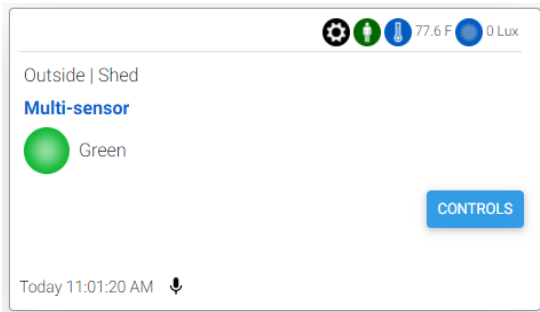 77.6 F 0 Lux
Outside | Shed
Multi-sensor
Green
CONTROLS
Today 11:01:20 AM